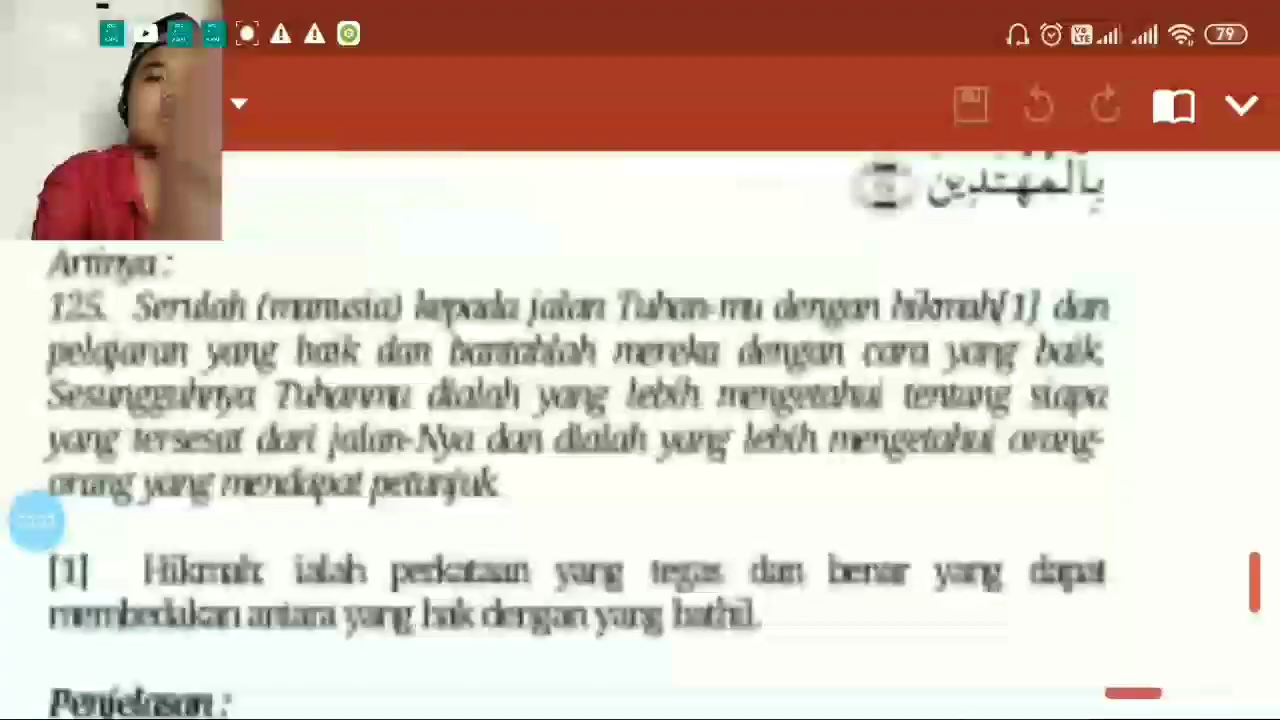 79
بِالْمُهْتَدِينَ
Artinya :
125. Serulah (manusia) kepada jalan Tuhan-mu dengan hikmah[1] dan
pelajaran yang baik dan bantahlah mereka dengan cara yang baik.
Sesungguhnya Tuhanmu dialah yang lebih mengetahui tentang siapa
yang tersesat dari jalan-Nya dan dialah yang lebih mengetahui orang-
orang yang mendapat petunjuk
[1] Hikmah: ialah perkataan yang tegas dan benar yang dapat
membedakan antara yang hak dengan yang bathil.
Penjelasan :